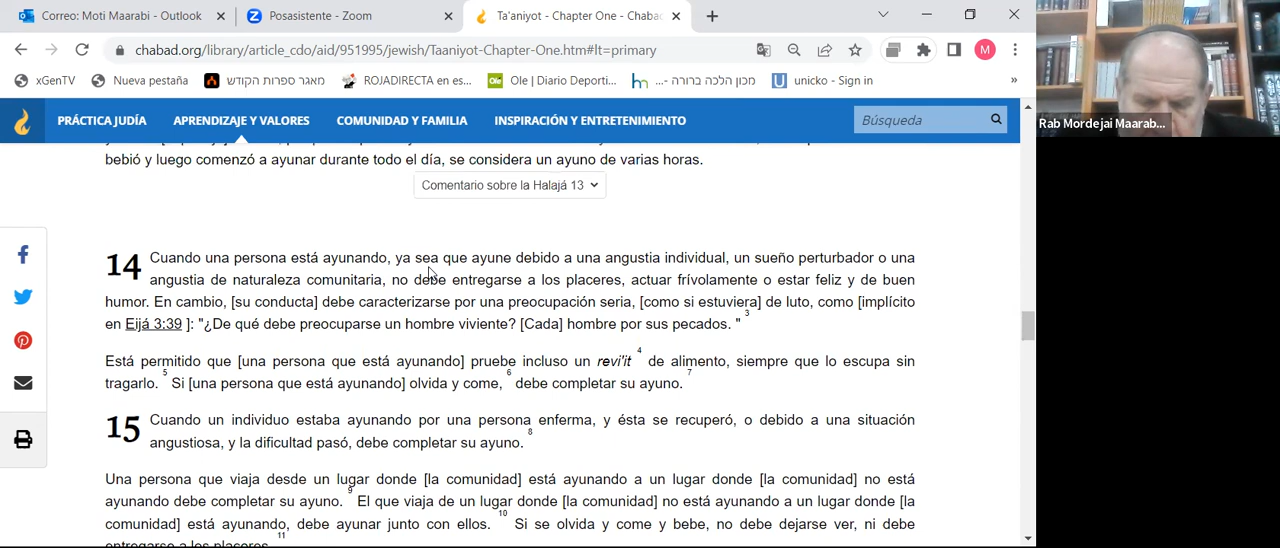 Correo: Moti Maarabi - Outlook
Posasistente - Zoom
Ta'aniyot - Chapter One - Chabad
chabad.org/library/article_cdo/aid/951995/jewish/Taaniyot-Chapter-One.htm#lt=primary
M
xGenTV
Nueva pestaña
מאגר ספרות הקודש
ROJADIRECTA en es...
Ole | Diario Deporti...
מכון הלכה ברורה -...
unicko - Sign in
»
PRÁCTICA JUDÍA
APRENDIZAJE Y VALORES
COMUNIDAD Y FAMILIA
INSPIRACIÓN Y ENTRETENIMIENTO
Búsqueda
Rab Mordejai Maarab...
bebió y luego comenzó a ayunar durante todo el día, se considera un ayuno de varias horas.
Comentario sobre la Halajá 13
14 Cuando una persona está ayunando, ya sea que ayune debido a una angustia individual, un sueño perturbador o una
angustia de naturaleza comunitaria, no debe entregarse a los placeres, actuar frívolamente o estar feliz y de buen
humor. En cambio, [su conducta] debe caracterizarse por una preocupación seria, [como si estuviera] de luto, como [implícito
en Eijá 3:39 ]: "¿De qué debe preocuparse un hombre viviente? [Cada] hombre por sus pecados. " 3
Está permitido que [una persona que está ayunando] pruebe incluso un revi'it 4 de alimento, siempre que lo escupa sin
tragarlo. 5 Si [una persona que está ayunando] olvida y come, 6 debe completar su ayuno. 7
15 Cuando un individuo estaba ayunando por una persona enferma, y ésta se recuperó, o debido a una situación
angustiosa, y la dificultad pasó, debe completar su ayuno. 8
Una persona que viaja desde un lugar donde [la comunidad] está ayunando a un lugar donde [la comunidad] no está
ayunando debe completar su ayuno. 9 El que viaja de un lugar donde [la comunidad] no está ayunando a un lugar donde [la
comunidad] está ayunando, debe ayunar junto con ellos. 10 Si se olvida y come y bebe, no debe dejarse ver, ni debe
entregarse a los placeres. 11